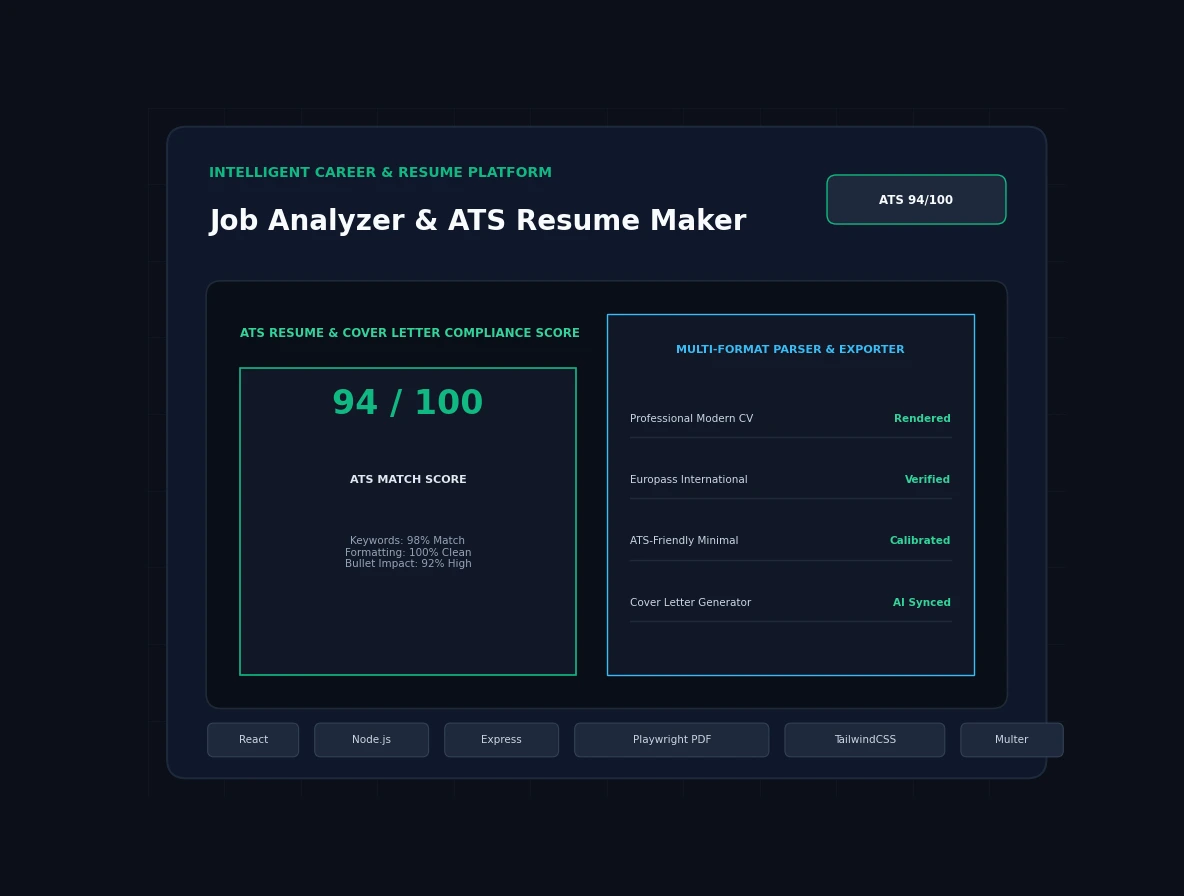 INTELLIGENT CAREER & RESUME PLATFORM
Job Analyzer & ATS Resume Maker
ATS 94/100
ATS RESUME & COVER LETTER COMPLIANCE SCORE
94 / 100
ATS MATCH SCORE
Keywords: 98% Match
Formatting: 100% Clean
Bullet Impact: 92% High
MULTI-FORMAT PARSER & EXPORTER
Professional Modern CV Rendered
Europass International Verified
ATS-Friendly Minimal Calibrated
Cover Letter Generator AI Synced
React Node.js Express Playwright PDF TailwindCSS Multer